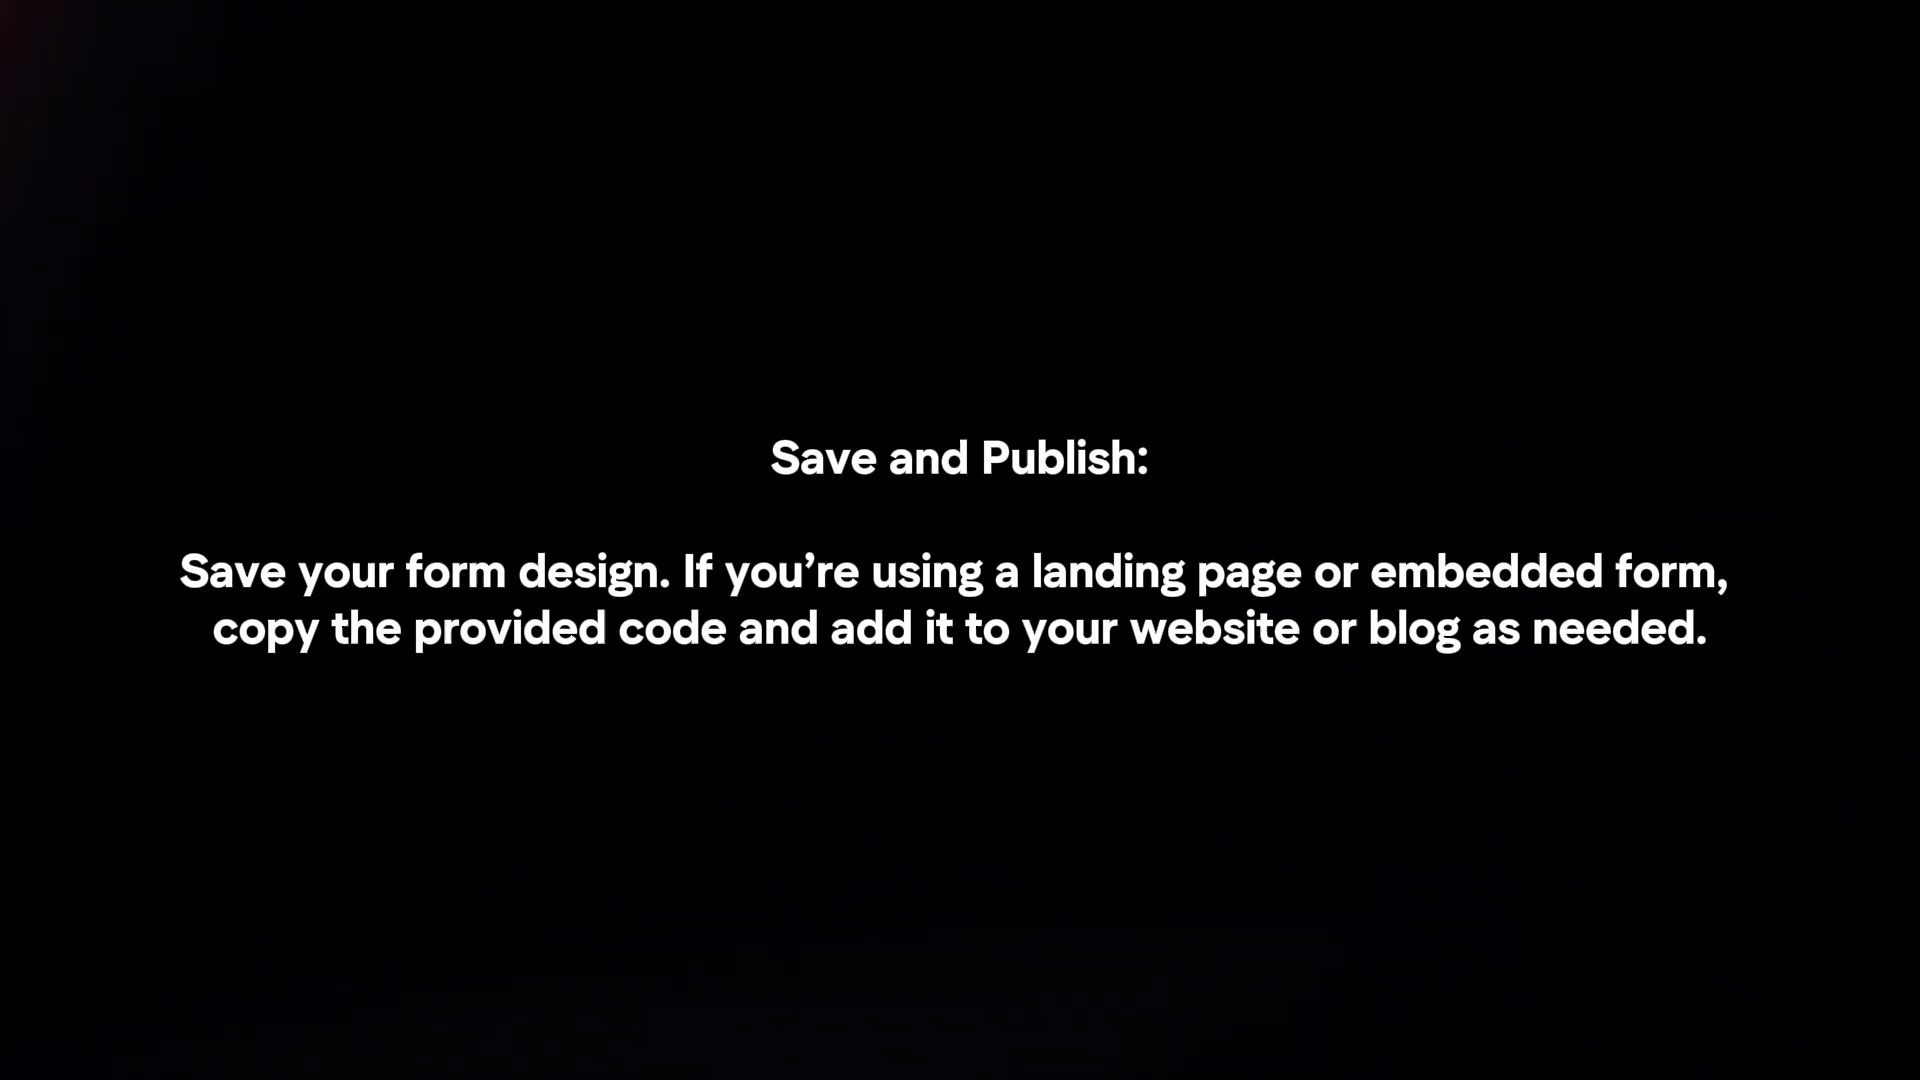 Save and Publish:
Save your form design. If you’re using a landing page or embedded form,
copy the provided code and add it to your website or blog as needed.